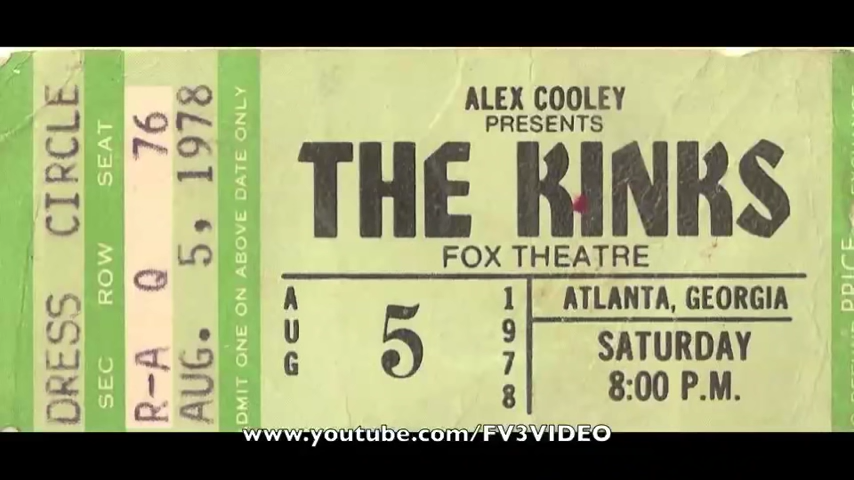 DRESS CIRCLE
SEC ROW SEAT
R-A Q 76
AUG. 5, 1978
ADMIT ONE ON ABOVE DATE ONLY
ALEX COOLEY
PRESENTS
THE KINKS
FOX THEATRE
AUG 5 1978
ATLANTA, GEORGIA
SATURDAY
8:00 P.M.
PRICE
www.youtube.com/FV3VIDEO